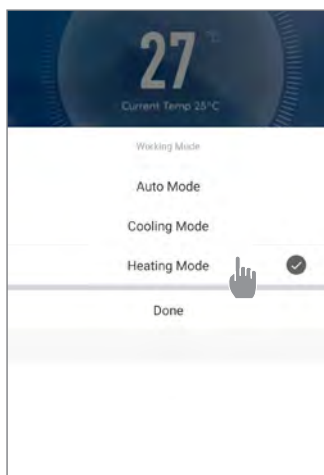 27 °C
Current Temp 25°C
Working Mode
Auto Mode
Cooling Mode
Heating Mode
Done